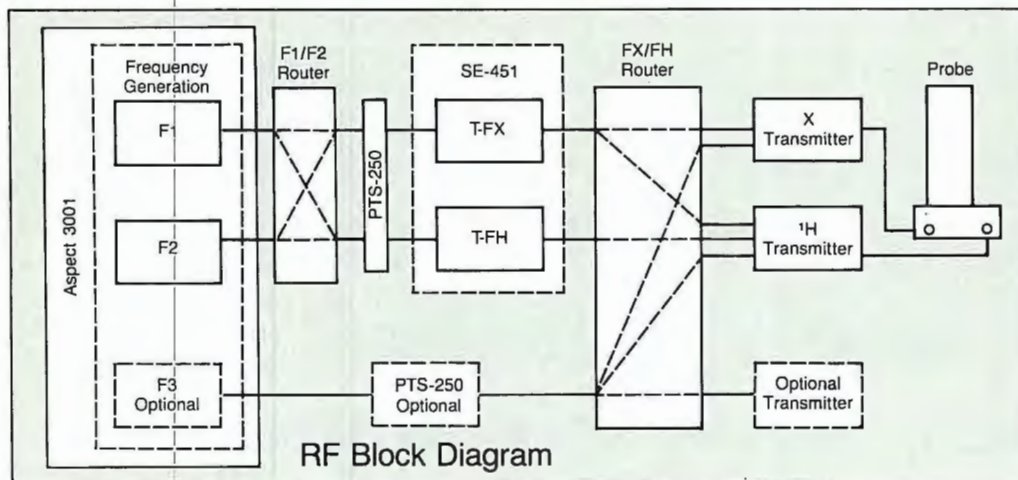 Frequency
Generation
F1
F2
F3
Optional
Aspect 3001
F1/F2
Router
PTS-250
SE-451
T-FX
T-FH
PTS-250
Optional
FX/FH
Router
X
Transmitter
¹H
Transmitter
Optional
Transmitter
Probe
RF Block Diagram